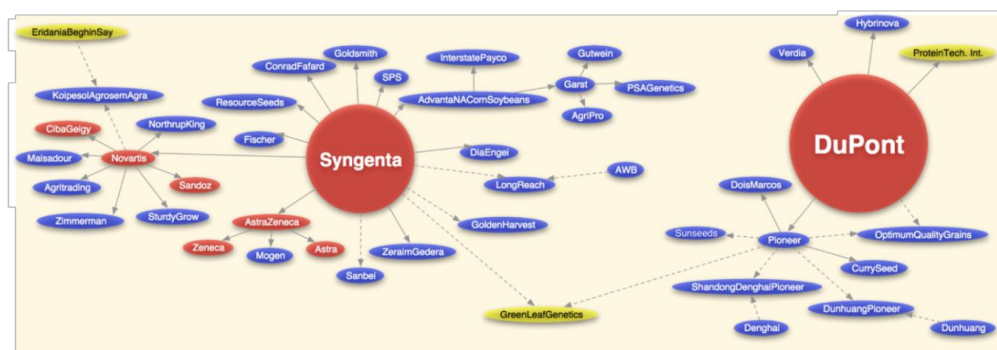 EridaniaBeghinSay
KoipesolAgrosemAgra
CibaGeigy
NorthrupKing
Maisadour
Novartis
Agritrading
Sandoz
Zimmerman
SturdyGrow
ConradFafard
Goldsmith
SPS
ResourceSeeds
Fischer
Syngenta
InterstatePayco
AdvantaNACornSoybeans
Gutwein
Garst
PSAGenetics
AgriPro
DiaEngei
LongReach
AWB
GoldenHarvest
AstraZeneca
Zeneca
Mogen
Astra
ZeraimGedera
Sanbei
GreenLeafGenetics
Hybrinova
Verdia
ProteinTech. Int.
DuPont
DoisMarcos
Sunseeds
Pioneer
OptimumQualityGrains
CurrySeed
ShandongDenghaiPioneer
DunhuangPioneer
Denghai
Dunhuang